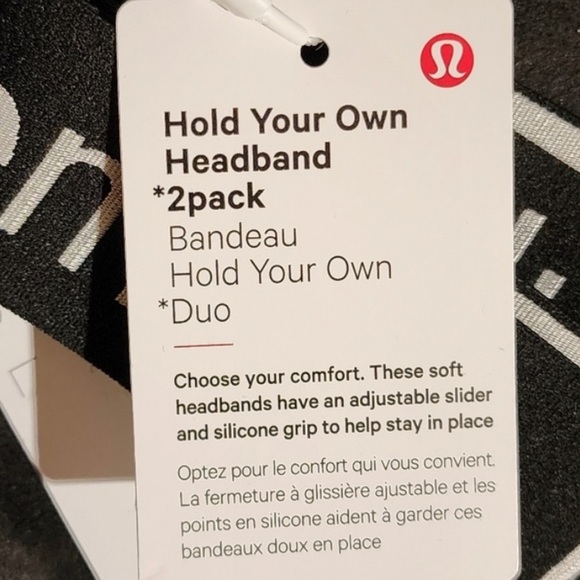 Hold Your Own
Headband
*2pack
Bandeau
Hold Your Own
*Duo
Choose your comfort. These soft
headbands have an adjustable slider
and silicone grip to help stay in place
Optez pour le confort qui vous convient.
La fermeture à glissière ajustable et les
points en silicone aident à garder ces
bandeaux doux en place